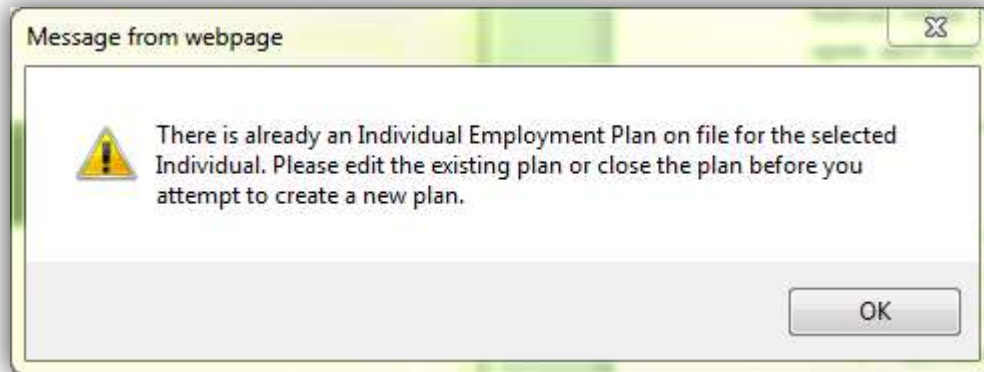 Message from webpage
There is already an Individual Employment Plan on file for the selected
Individual. Please edit the existing plan or close the plan before you
attempt to create a new plan.
OK